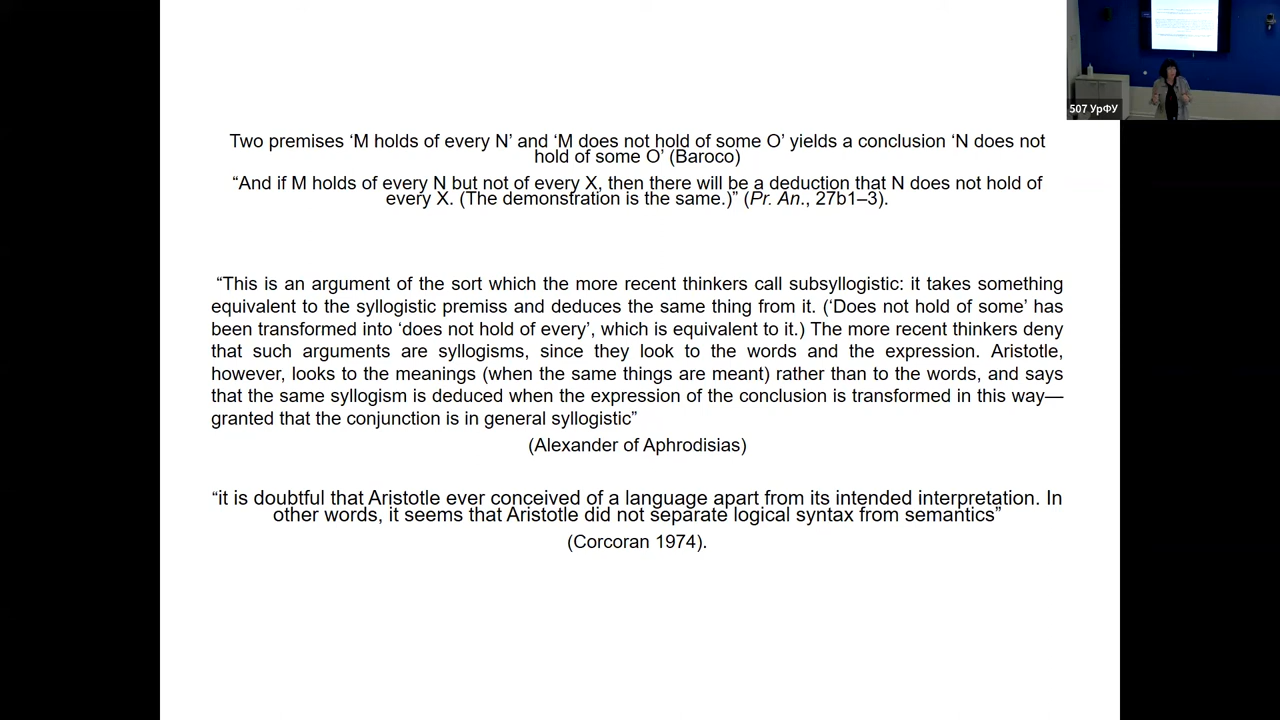 507 УрФУ
Two premises ‘M holds of every N’ and ‘M does not hold of some O’ yields a conclusion ‘N does not
hold of some O’ (Baroco)
“And if M holds of every N but not of every X, then there will be a deduction that N does not hold of
every X. (The demonstration is the same.)” (Pr. An., 27b1–3).
“This is an argument of the sort which the more recent thinkers call subsyllogistic: it takes something
equivalent to the syllogistic premiss and deduces the same thing from it. (‘Does not hold of some’ has
been transformed into ‘does not hold of every’, which is equivalent to it.) The more recent thinkers deny
that such arguments are syllogisms, since they look to the words and the expression. Aristotle,
however, looks to the meanings (when the same things are meant) rather than to the words, and says
that the same syllogism is deduced when the expression of the conclusion is transformed in this way—
granted that the conjunction is in general syllogistic”
(Alexander of Aphrodisias)
“it is doubtful that Aristotle ever conceived of a language apart from its intended interpretation. In
other words, it seems that Aristotle did not separate logical syntax from semantics”
(Corcoran 1974).